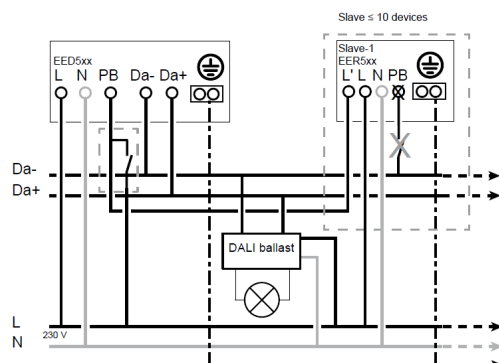 Slave ≤ 10 devices
EED5xx
L N PB Da- Da+
Slave-1
EER5xx
L' L N PB
Da-
Da+
DALI ballast
L
230 V
N